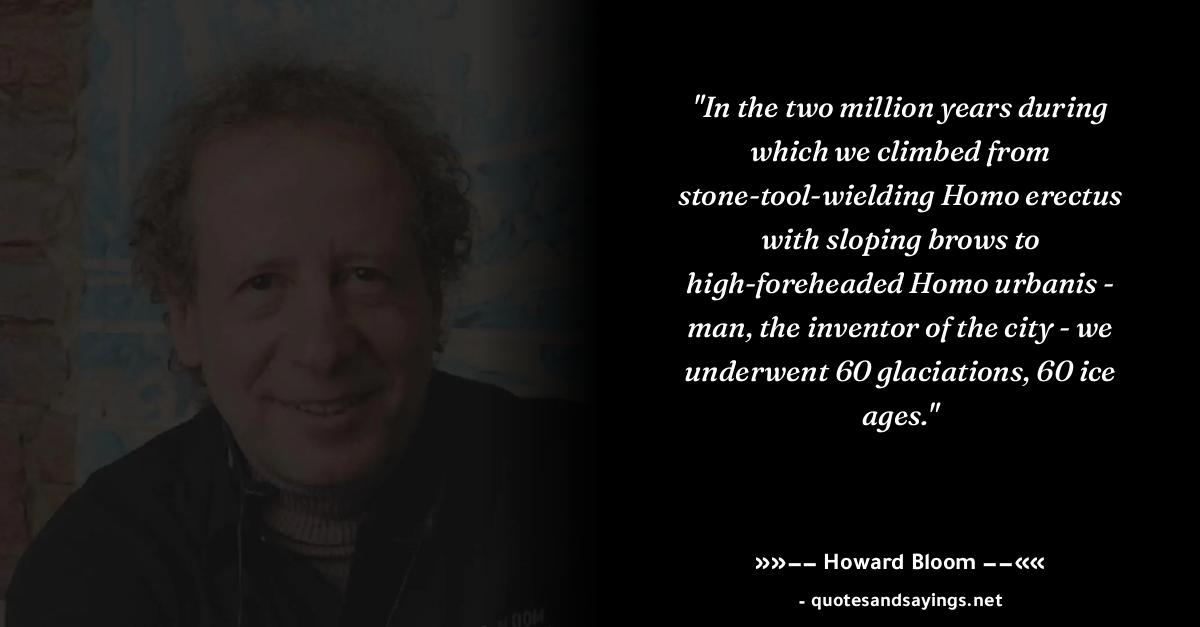 "In the two million years during
which we climbed from
stone-tool-wielding Homo erectus
with sloping brows to
high-foreheaded Homo urbanis -
man, the inventor of the city - we
underwent 60 glaciations, 60 ice
ages."
»»–– Howard Bloom ––««
- quotesandsayings.net